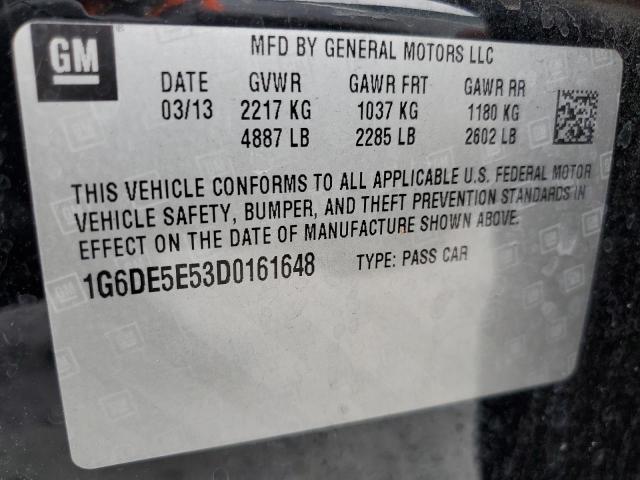 GM
MFD BY GENERAL MOTORS LLC
DATE GVWR GAWR FRT GAWR RR
03/13 2217 KG 1037 KG 1180 KG
4887 LB 2285 LB 2602 LB
THIS VEHICLE CONFORMS TO ALL APPLICABLE U.S. FEDERAL MOTOR
VEHICLE SAFETY, BUMPER, AND THEFT PREVENTION STANDARDS IN
EFFECT ON THE DATE OF MANUFACTURE SHOWN ABOVE.
1G6DE5E53D0161648 TYPE: PASS CAR